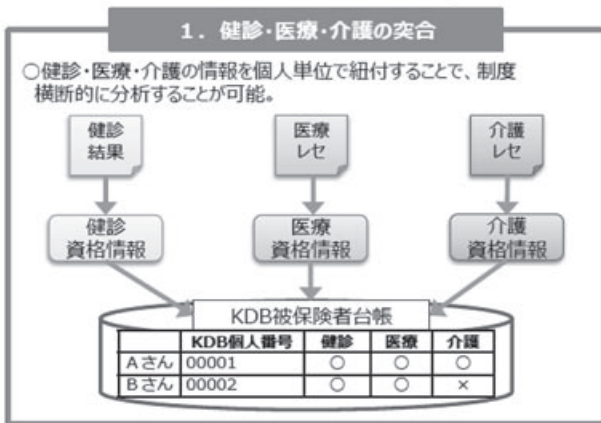 1．健診・医療・介護の突合
○健診・医療・介護の情報を個人単位で紐付することで、制度
横断的に分析することが可能。
健診
結果
医療
レセ
介護
レセ
健診
資格情報
医療
資格情報
介護
資格情報
KDB被保険者台帳
KDB個人番号 健診 医療 介護
Aさん 00001 ○ ○ ○
Bさん 00002 ○ ○ ×